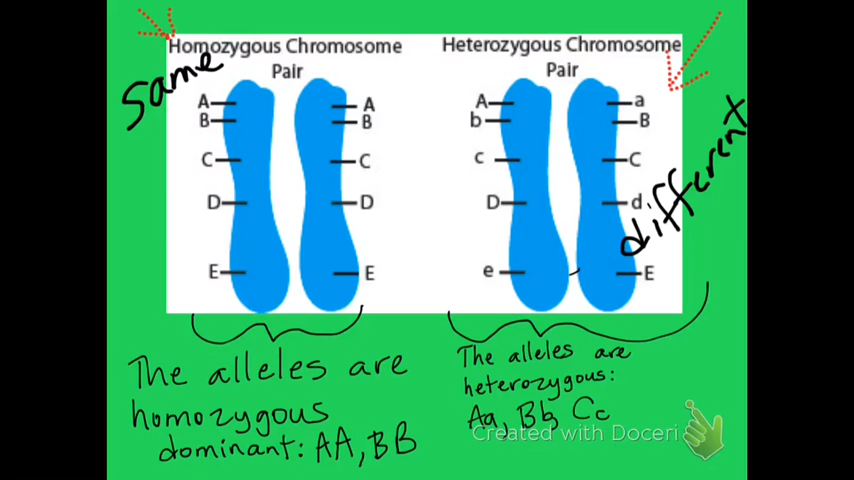 Homozygous Chromosome
Pair
Same
A A
B B
C C
D D
E E
Heterozygous Chromosome
Pair
different
A a
b B
c C
D d
e E
The alleles are
homozygous
dominant: AA, BB
The alleles are
heterozygous:
Aa, Bb, Cc
Created with Doceri